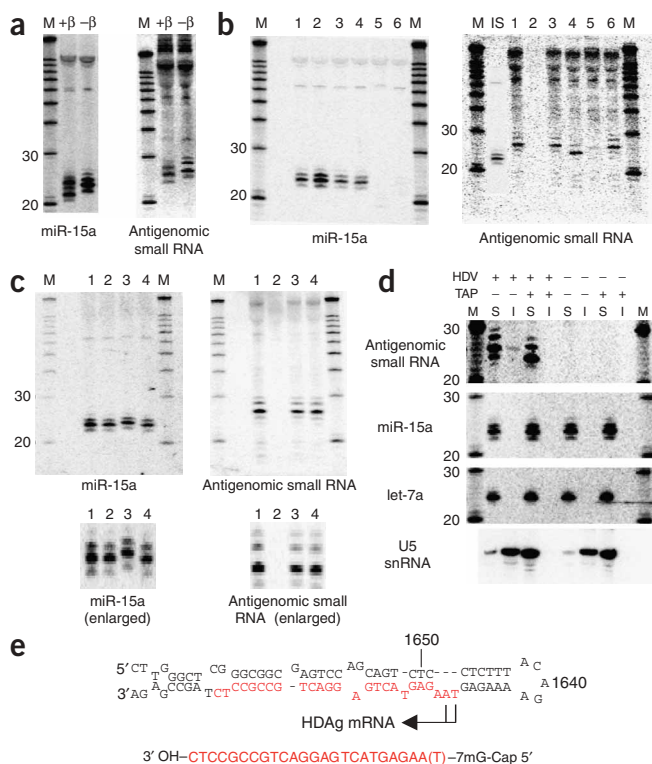 a
M +β −β
M +β −β
30
20
miR-15a
Antigenomic
small RNA
b
M 1 2 3 4 5 6 M
30
20
miR-15a
M IS 1 2 3 4 5 6 M
30
20
Antigenomic small RNA
c
M 1 2 3 4 M
30
20
miR-15a
1 2 3 4
Antigenomic small RNA
1 2 3 4
miR-15a
(enlarged)
1 2 3 4
Antigenomic small
RNA (enlarged)
d
HDV + + + + − − − −
TAP − − + + − − + +
M S I S I S I S I M
Antigenomic
small RNA
30
20
miR-15a
30
20
let-7a
30
20
U5
snRNA
e
1650
5′ CT T G GGCT CG GGCGGC G AGTCC A GCAGT - CTC - - - CTCTTT A C A
1640
3′ AG A G CCGA T CT CCGCCG - TCAGG A GTCA T GAG AAT GAGAAA A G
HDAg mRNA
3′ OH–CTCCGCCGTCAGGAGTCATGAGAA(T)–7mG-Cap 5′